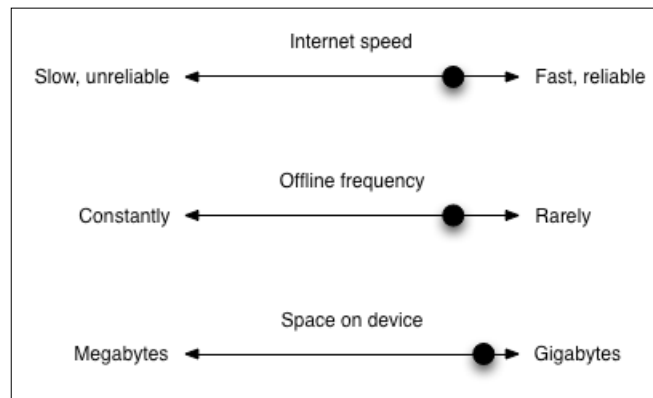 Internet speed
Slow, unreliable Fast, reliable
Offline frequency
Constantly Rarely
Space on device
Megabytes Gigabytes